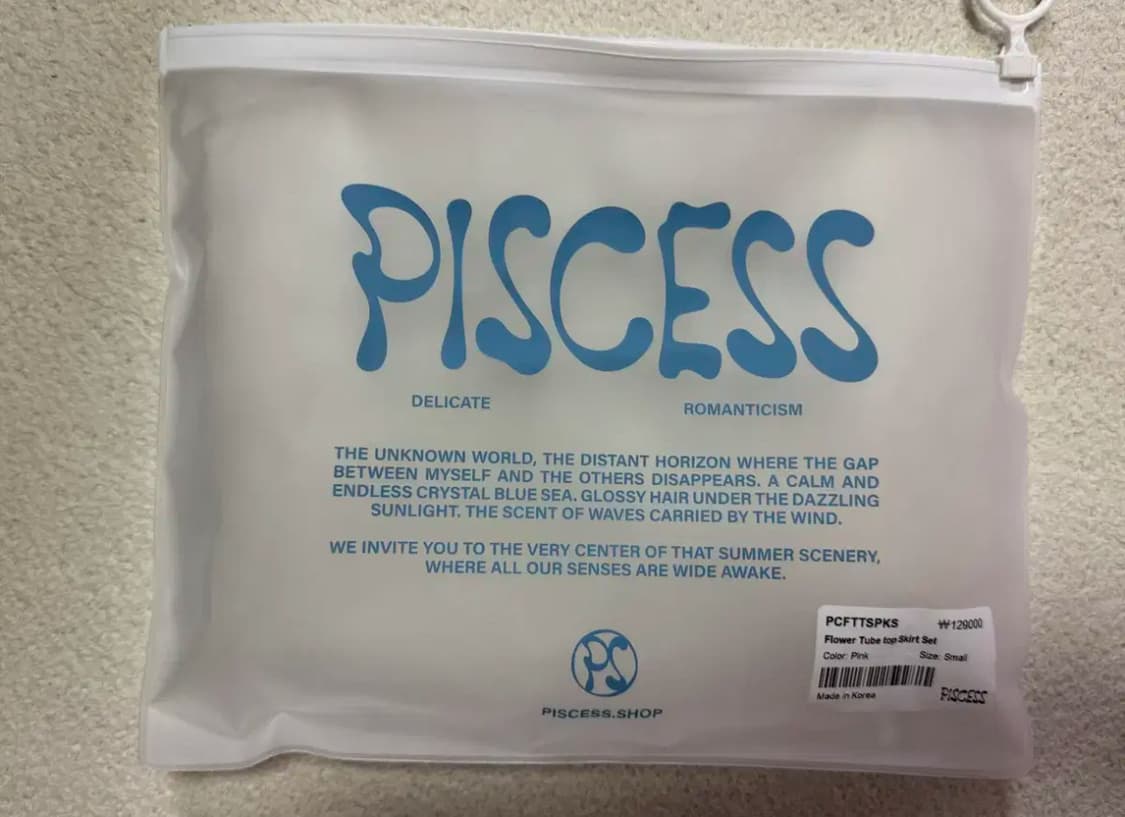 PISCESS
DELICATE ROMANTICISM
THE UNKNOWN WORLD, THE DISTANT HORIZON WHERE THE GAP
BETWEEN MYSELF AND THE OTHERS DISAPPEARS. A CALM AND
ENDLESS CRYSTAL BLUE SEA. GLOSSY HAIR UNDER THE DAZZLING
SUNLIGHT. THE SCENT OF WAVES CARRIED BY THE WIND.
WE INVITE YOU TO THE VERY CENTER OF THAT SUMMER SCENERY,
WHERE ALL OUR SENSES ARE WIDE AWAKE.
PS
PISCESS.SHOP
PCFTTSPKS ₩129000
Flower Tube top Skirt Set
Color: Pink Size: Small
Made in Korea PISCESS